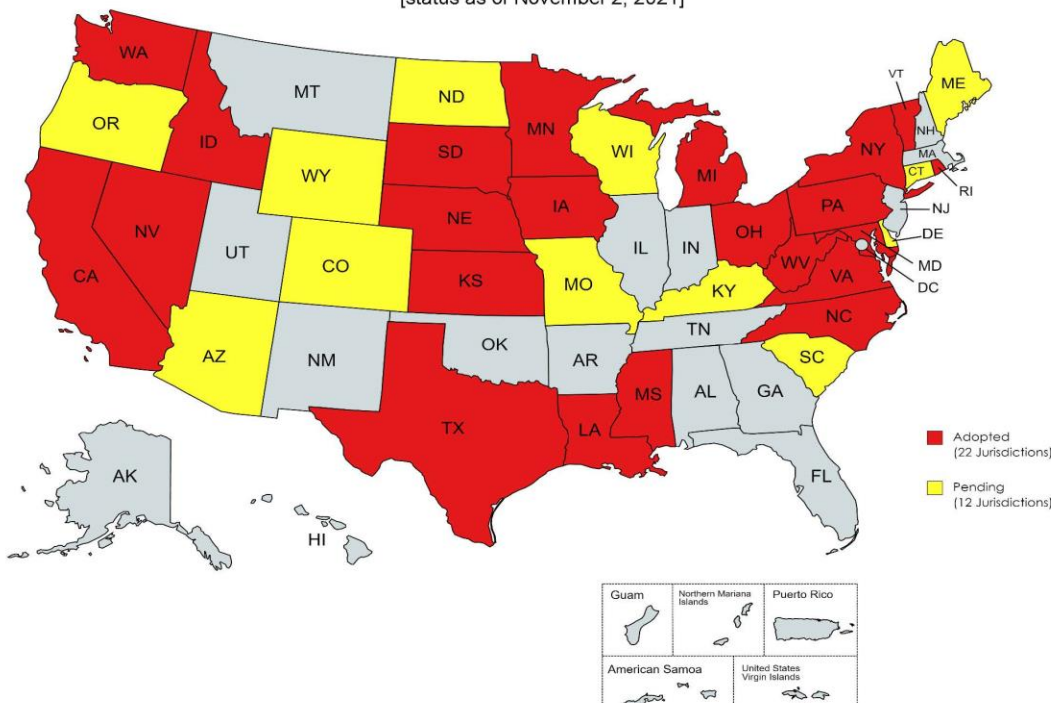 [status as of November 2, 2021]
WA
MT
ND
MN
VT
ME
OR
ID
SD
WI
MI
NY
NH
MA
CT
RI
WY
NE
IA
PA
NJ
NV
UT
CO
KS
MO
IL
IN
OH
WV
VA
DE
MD
DC
CA
KY
NC
AZ
NM
OK
AR
TN
SC
TX
LA
MS
AL
GA
FL
AK
HI
Adopted
(22 Jurisdictions)
Pending
(12 Jurisdictions)
Guam
Northern Mariana
Islands
Puerto Rico
American Samoa
United States
Virgin Islands